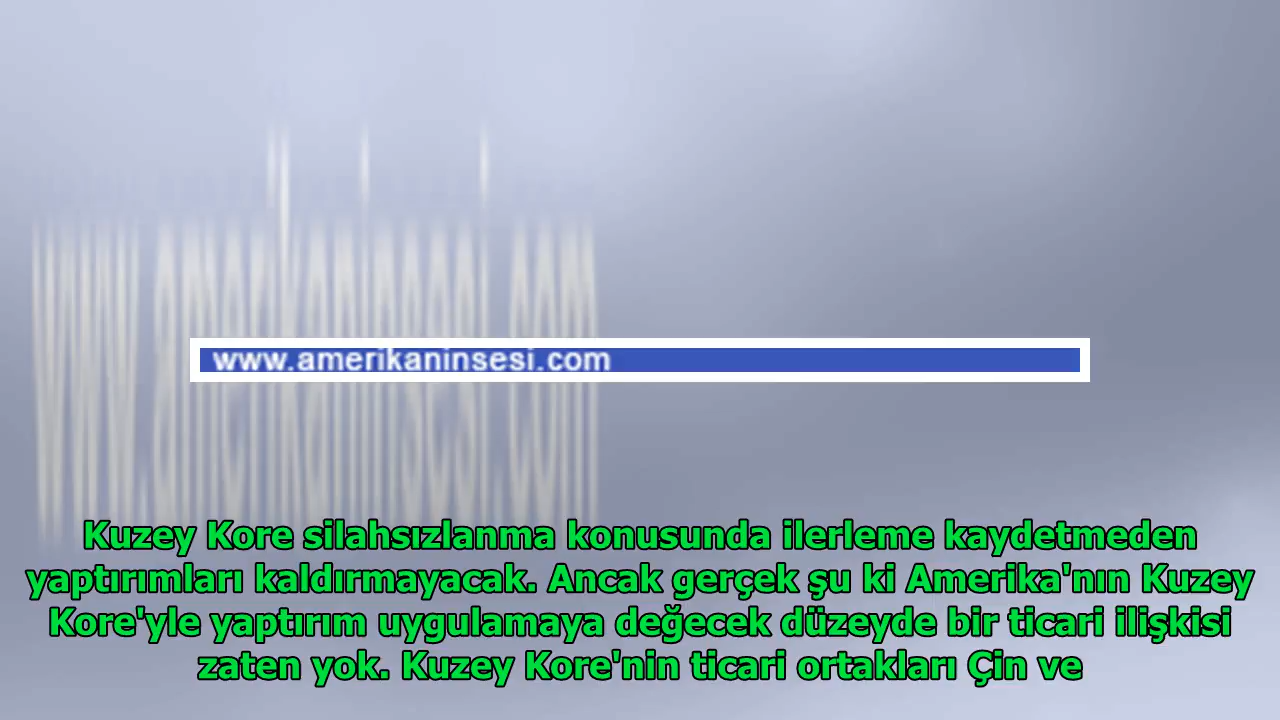 www.amerikaninsesi.com
Kuzey Kore silahsızlanma konusunda ilerleme kaydetmeden
yaptırımları kaldırmayacak. Ancak gerçek şu ki Amerika'nın Kuzey
Kore'yle yaptırım uygulamaya değecek düzeyde bir ticari ilişkisi
zaten yok. Kuzey Kore'nin ticari ortakları Çin ve